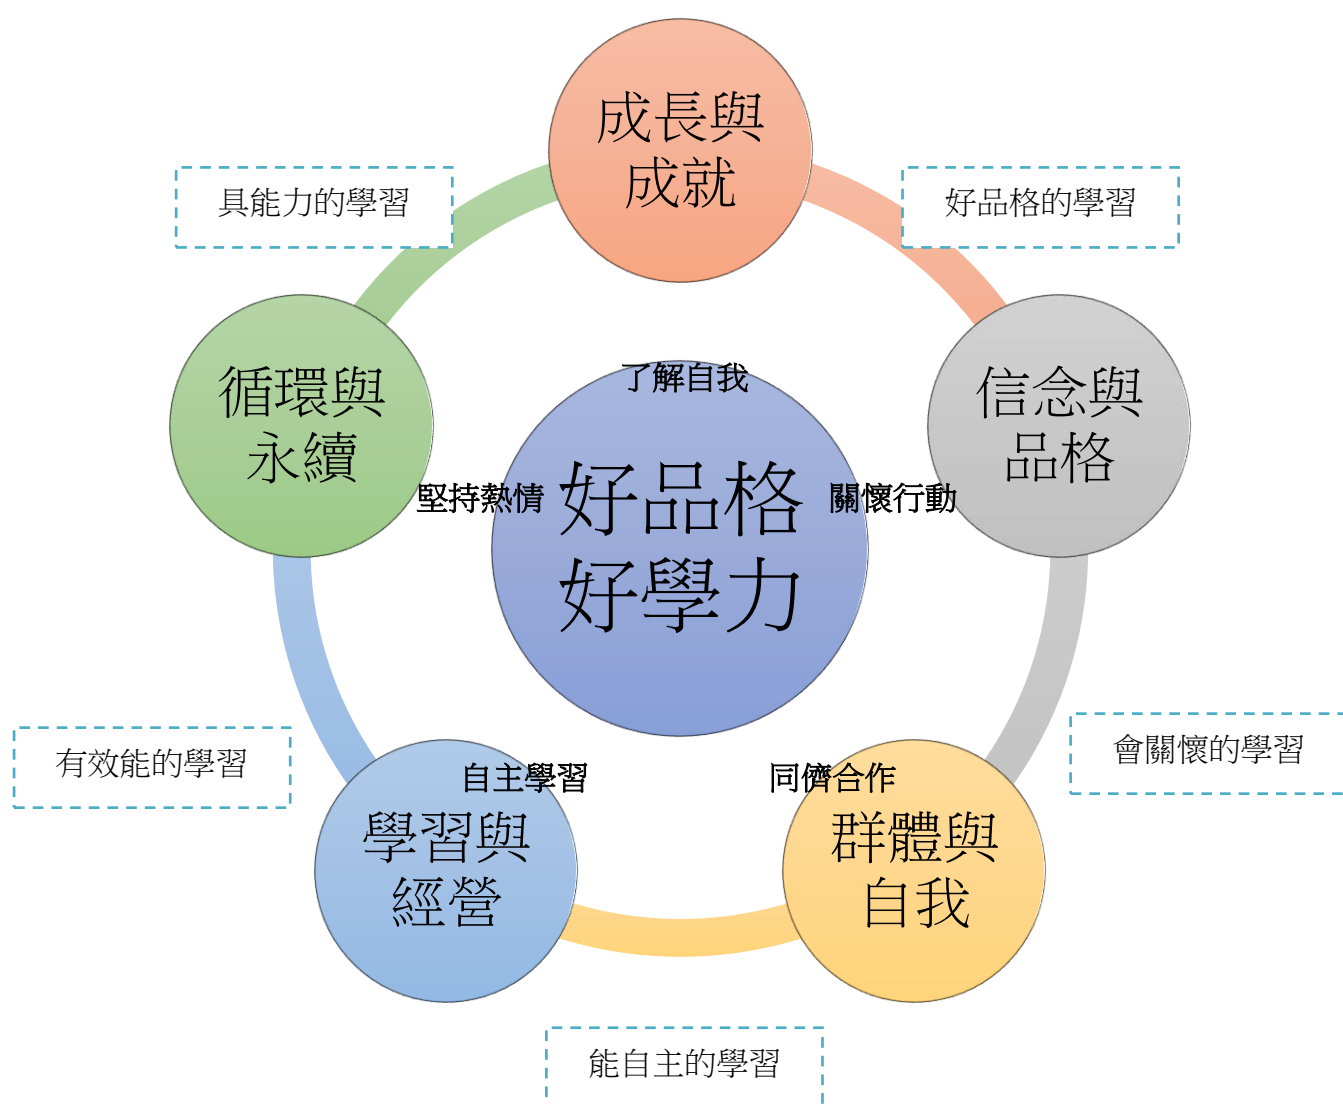 成長與
成就
具能力的學習
好品格的學習
循環與
永續
了解自我
信念與
品格
堅持熱情
好品格
好學力
關懷行動
有效能的學習
會關懷的學習
自主學習
同儕合作
學習與
經營
群體與
自我
能自主的學習